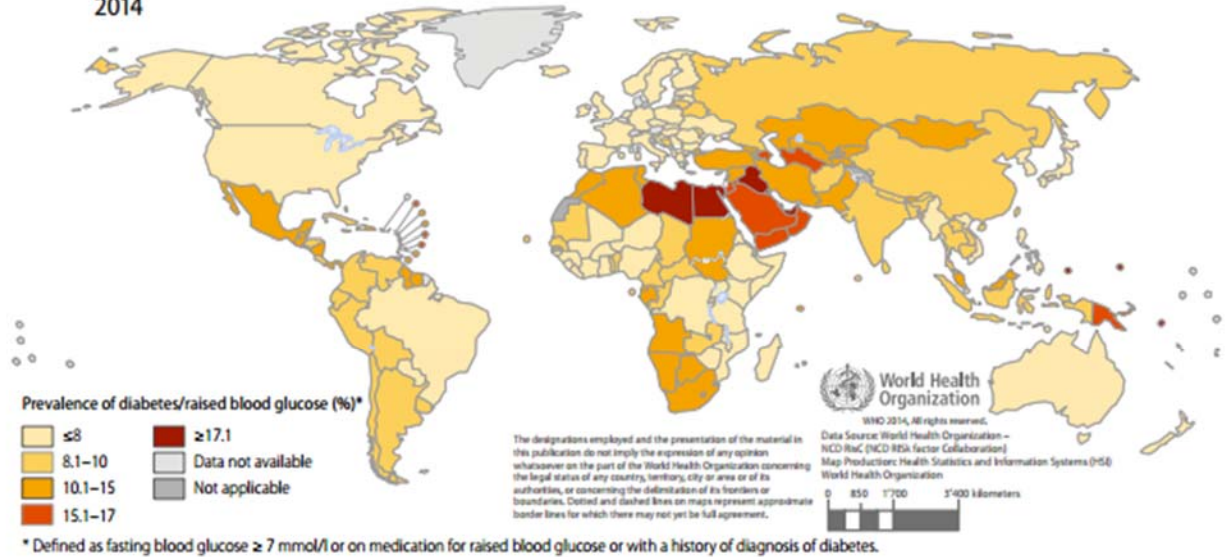 2014
Prevalence of diabetes/raised blood glucose (%)*
≤8
8.1–10
10.1–15
15.1–17
≥17.1
Data not available
Not applicable
The designations employed and the presentation of the material in
this publication do not imply the expression of any opinion
whatsoever on the part of the World Health Organization concerning
the legal status of any country, territory, city or area or of its
authorities, or concerning the delimitation of its frontiers or
boundaries. Dotted and dashed lines on maps represent approximate
border lines for which there may not yet be full agreement.
World Health
Organization
WHO 2014, All rights reserved.
Data Source: World Health Organization –
NCD RisC (NCD RISk factor Collaboration)
Map Production: Health Statistics and Information Systems (HSI)
World Health Organization
0 850 1'700 3'400 kilometers
* Defined as fasting blood glucose ≥ 7 mmol/l or on medication for raised blood glucose or with a history of diagnosis of diabetes.